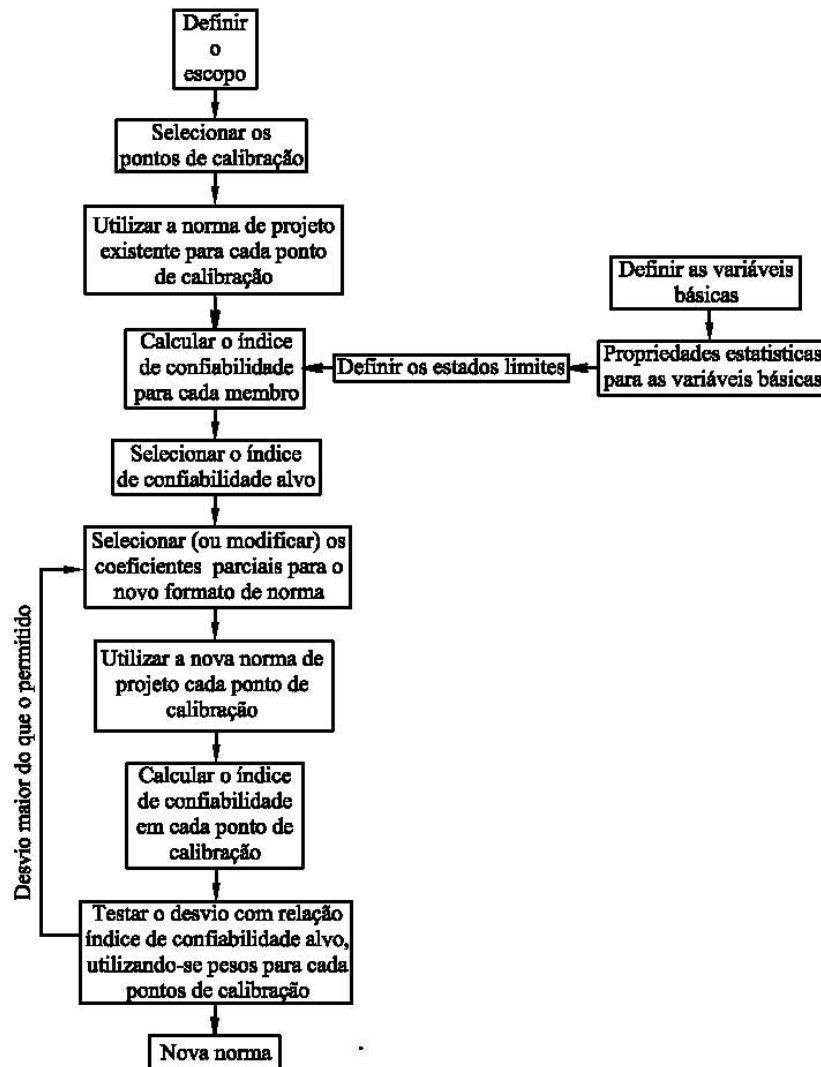 Definir
o
escopo
Selecionar os
pontos de calibração
Utilizar a norma de projeto
existente para cada ponto
de calibração
Definir as variáveis
básicas
Calcular o índice
de confiabilidade
para cada membro
Definir os estados limites
Propriedades estatisticas
para as variáveis básicas
Selecionar o índice
de confiabilidade alvo
Selecionar (ou modificar) os
coeficientes parciais para o
novo formato de norma
Desvio maior do que o permitido
Utilizar a nova norma de
projeto cada ponto de
calibração
Calcular o índice
de confiabilidade
em cada ponto de
calibração
Testar o desvio com relação
índice de confiabilidade alvo,
utilizando-se pesos para cada
pontos de calibração
Nova norma